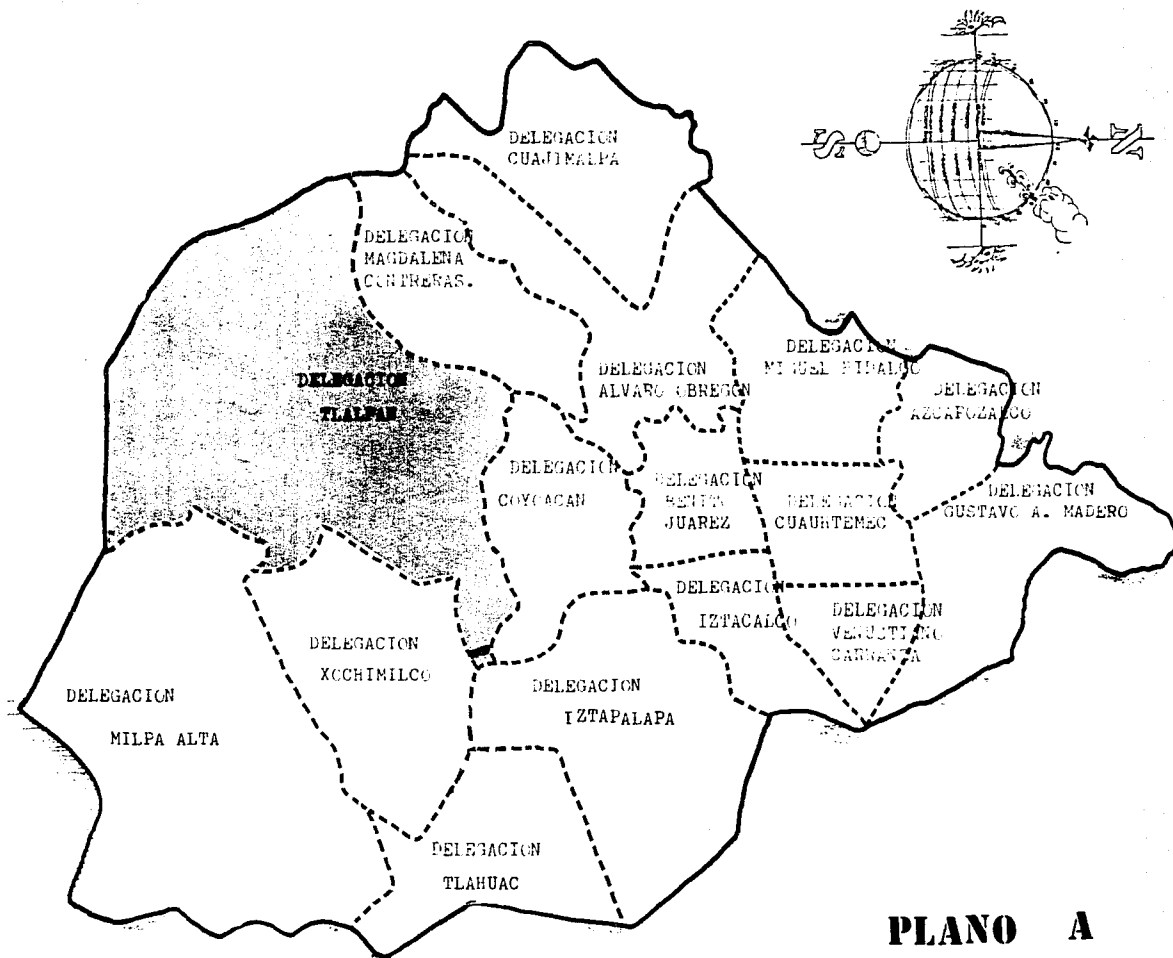 S N
DELEGACION
CUAJIMALPA
DELEGACION
MAGDALENA
CONTRERAS.
DELEGACION
TLALPAN
DELEGACION
ALVARO OBREGON
DELEGACION
MIGUEL HIDALGO
DELEGACION
AZCAPOZALCO
DELEGACION
COYOACAN
DELEGACION
BENITO
JUAREZ
DELEGACION
CUAUHTEMEC
DELEGACION
GUSTAVO A. MADERO
DELEGACION
IZTACALCO
DELEGACION
VENUSTIANO
CARRANZA
DELEGACION
XOCHIMILCO
DELEGACION
IZTAPALAPA
DELEGACION
MILPA ALTA
DELEGACION
TLAHUAC
PLANO A